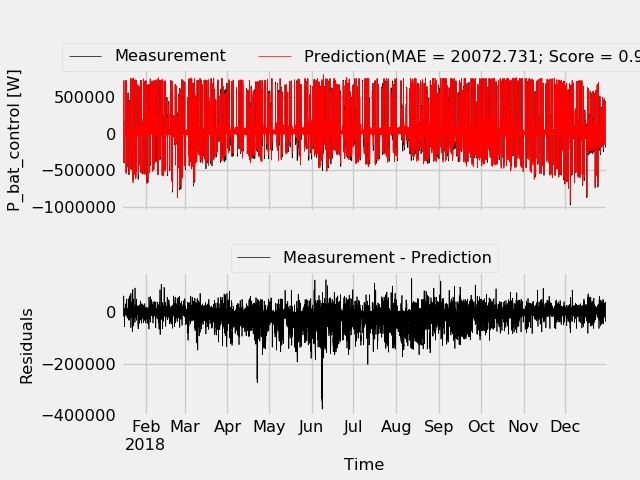 Measurement
Prediction(MAE = 20072.731; Score = 0.9
P_bat_control [W]
500000
0
−500000
−1000000
Measurement - Prediction
Residuals
0
−200000
−400000
Feb Mar Apr May Jun Jul Aug Sep Oct Nov Dec
2018
Time